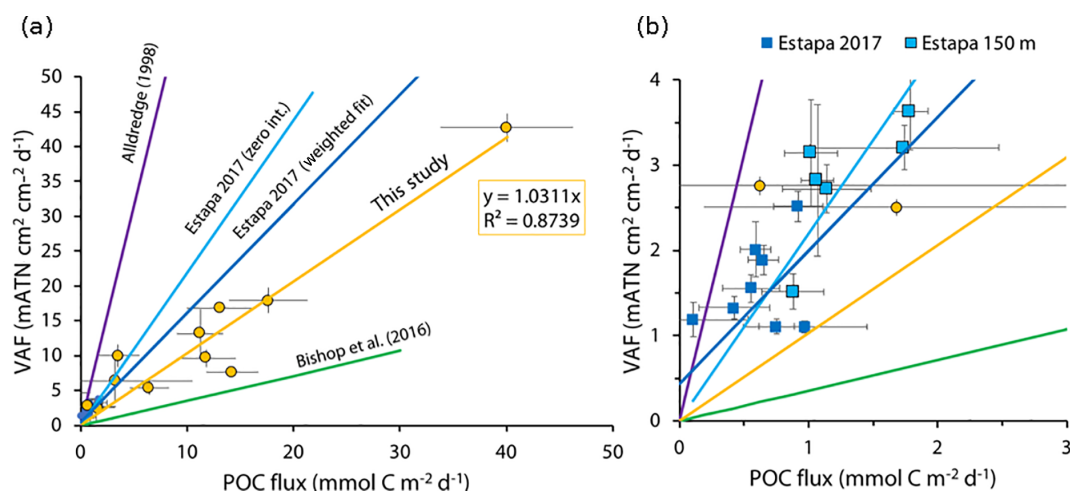 (a)
50
45
40
35
30
25
20
15
10
5
0
0 10 20 30 40 50
VAF (mATN cm⁻² d⁻¹)
POC flux (mmol C m⁻² d⁻¹)
Alldredge (1998)
Estapa 2017 (zero int.)
Estapa 2017 (weighted fit)
This study
y = 1.0311x
R² = 0.8739
Bishop et al. (2016)
(b)
Estapa 2017 Estapa 150 m
4
3
2
1
0
0 1 2 3
VAF (mATN cm⁻² d⁻¹)
POC flux (mmol C m⁻² d⁻¹)